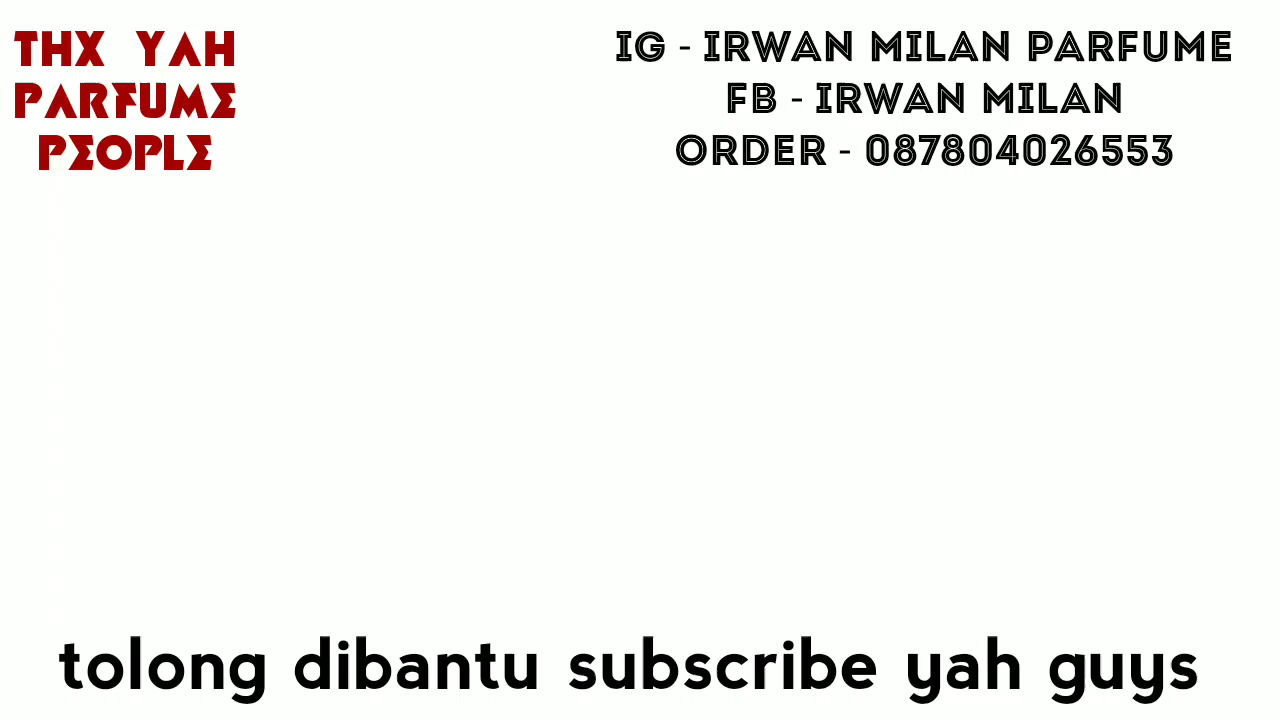 THX YAH
PARFUME
PEOPLE
IG - IRWAN MILAN PARFUME
FB - IRWAN MILAN
ORDER - 087804026553
tolong dibantu subscribe yah guys